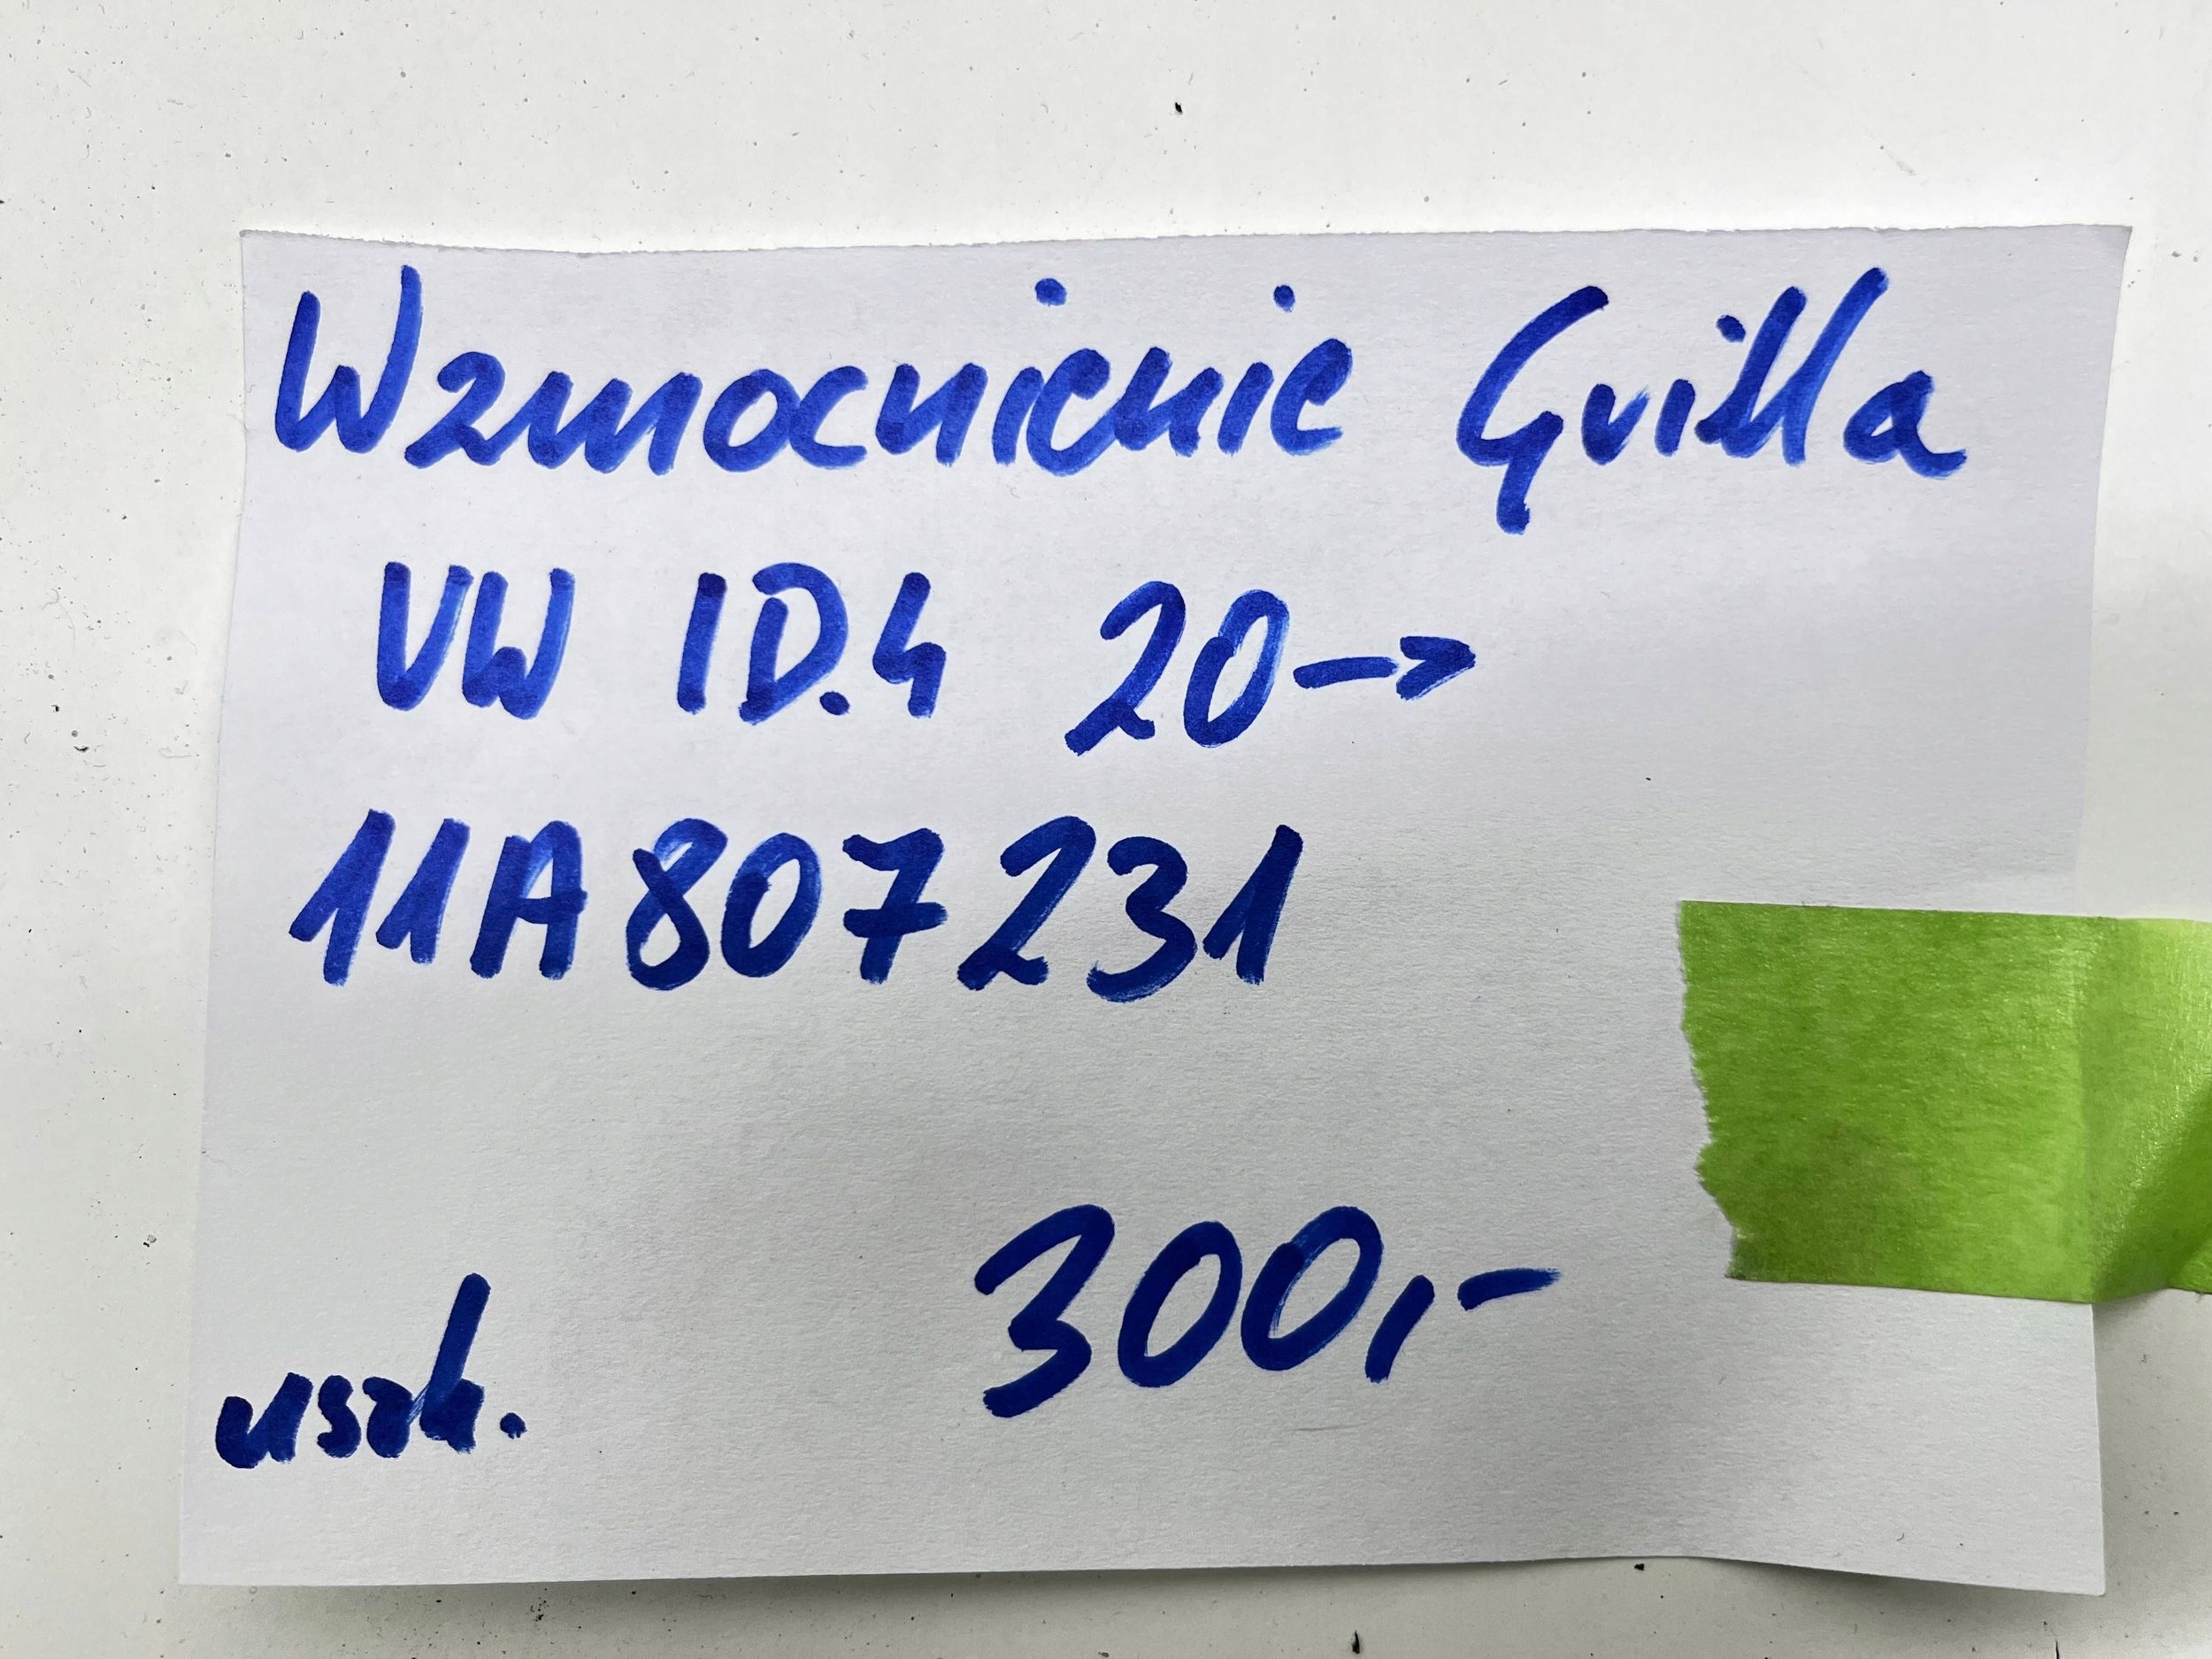 Wzmocnienie Grilla
VW ID.4 20->
11A807231
300,-
uszk.